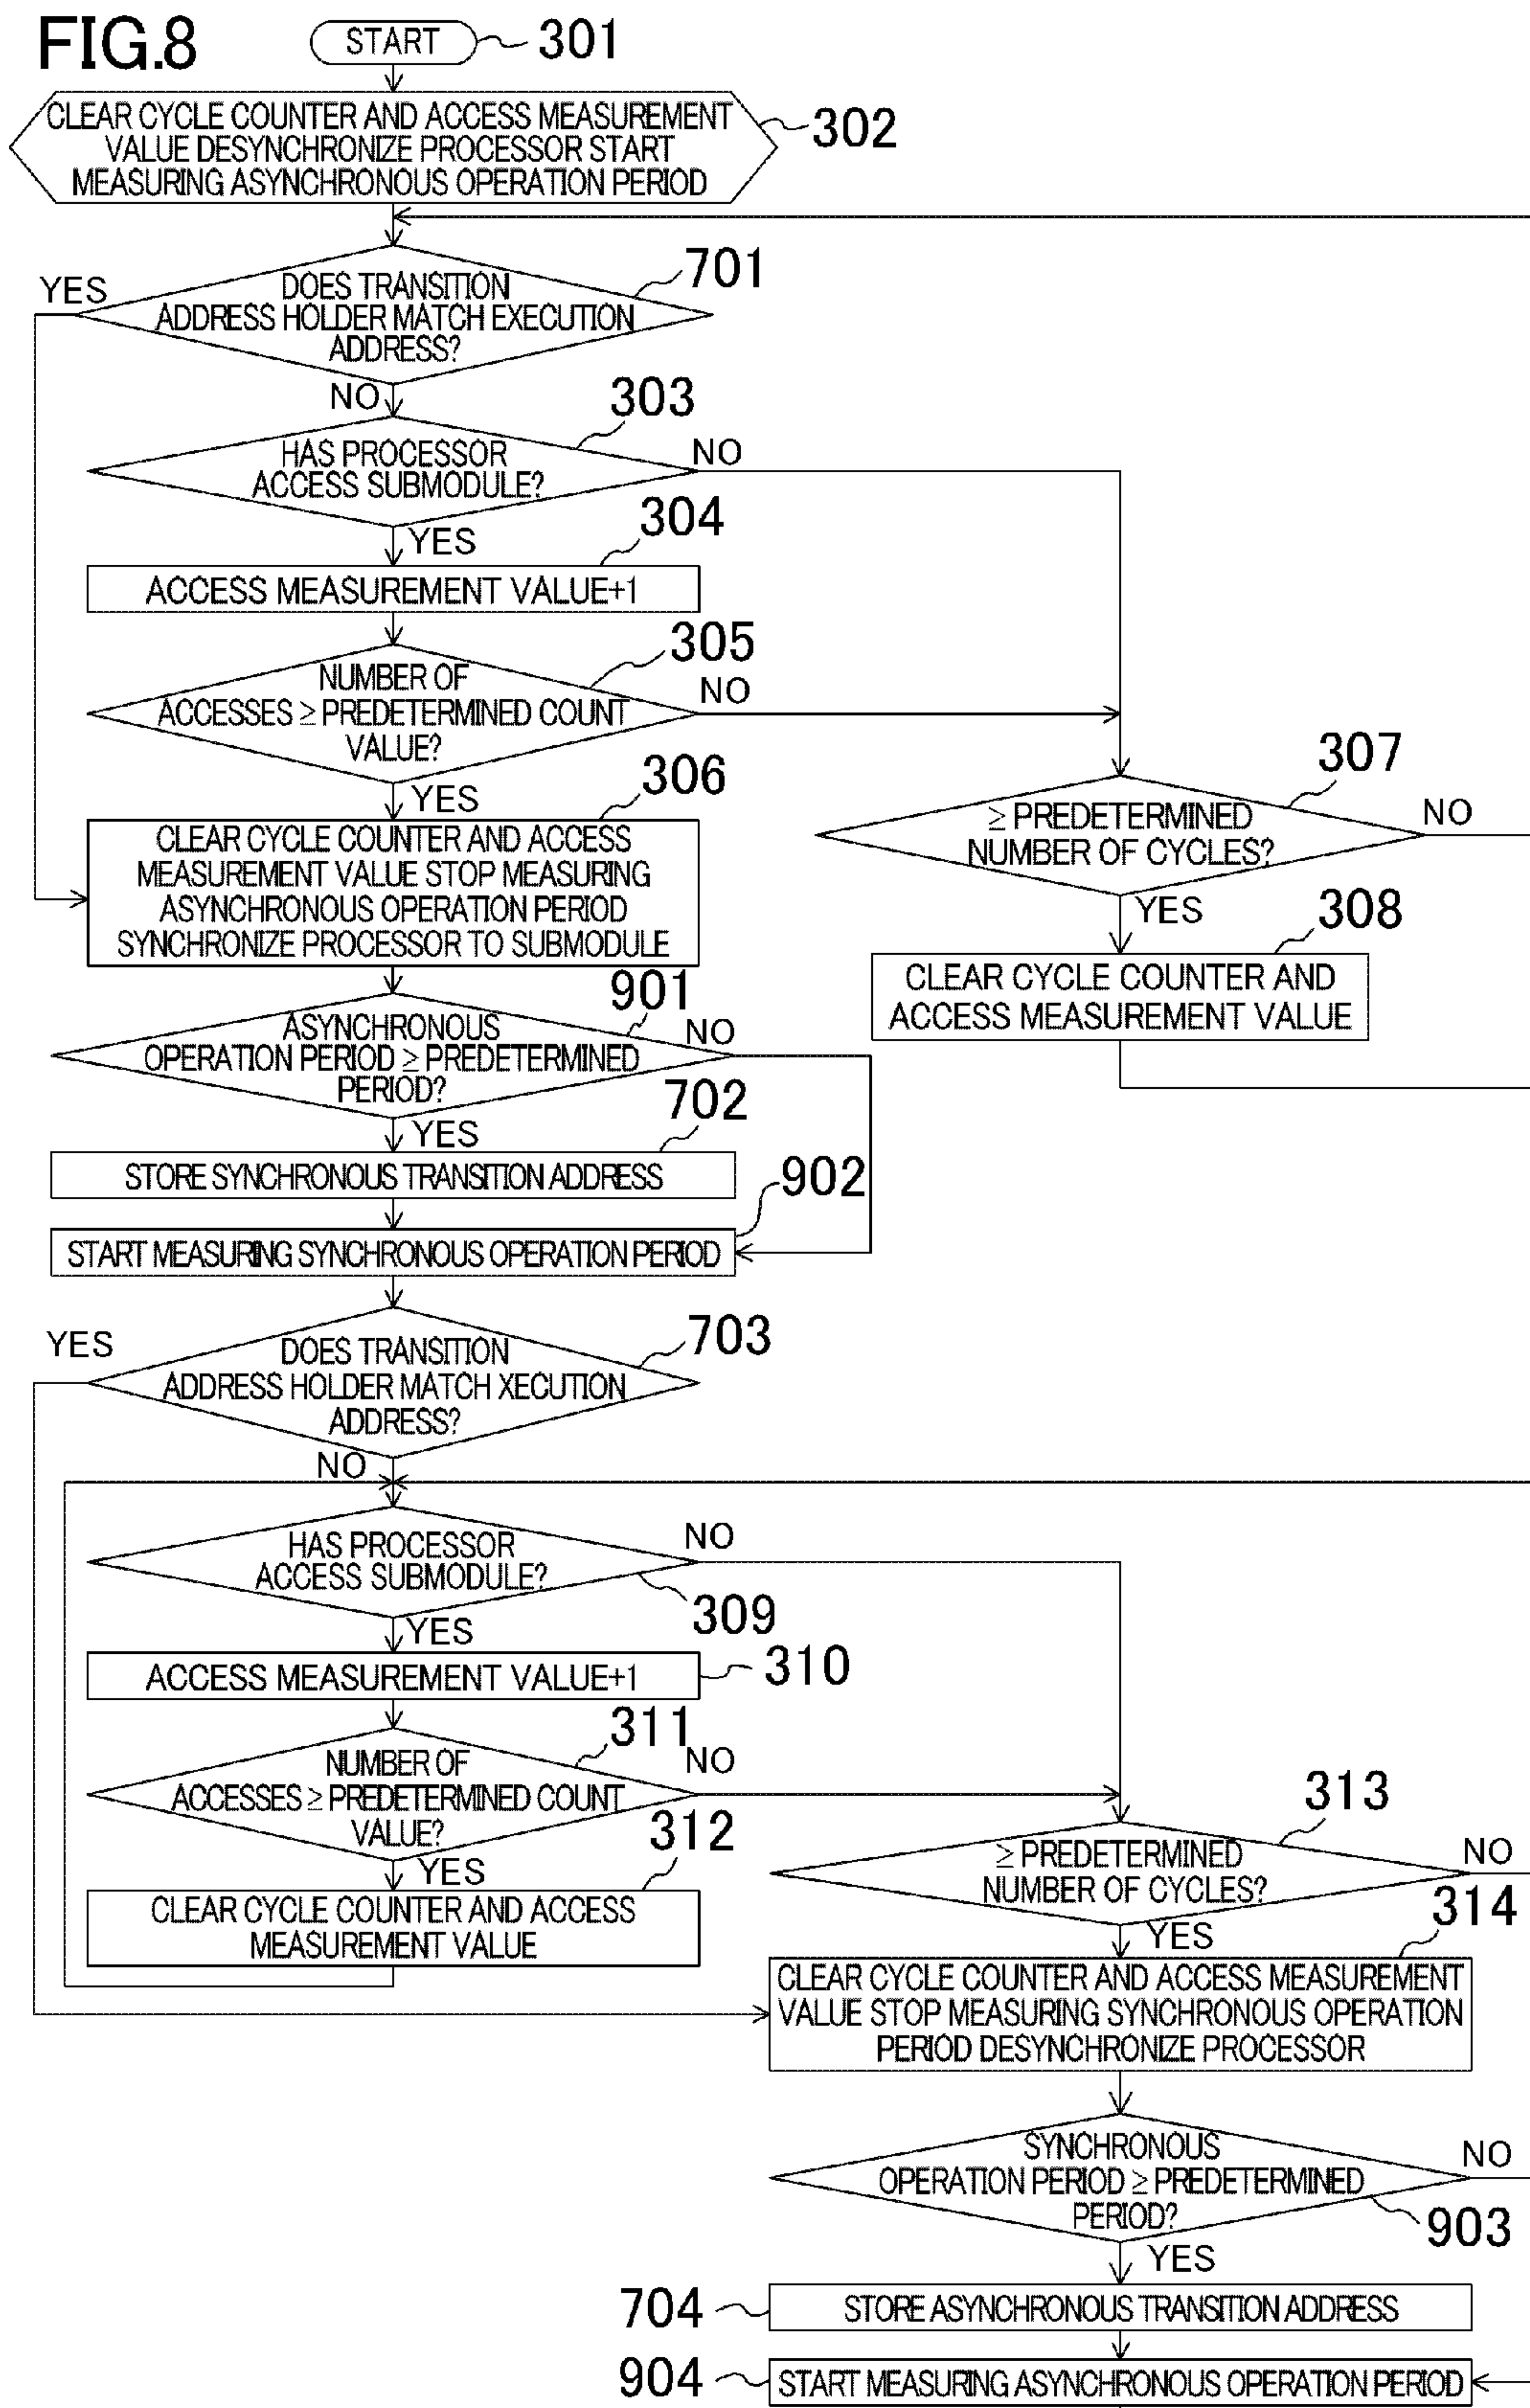 FIG.8
START
301
CLEAR CYCLE COUNTER AND ACCESS MEASUREMENT
VALUE DESYNCHRONIZE PROCESSOR START
MEASURING ASYNCHRONOUS OPERATION PERIOD
302
DOES TRANSITION
ADDRESS HOLDER MATCH EXECUTION
ADDRESS?
701
YES
NO
HAS PROCESSOR
ACCESS SUBMODULE?
303
NO
YES
ACCESS MEASUREMENT VALUE+1
304
NUMBER OF
ACCESSES ≥ PREDETERMINED COUNT
VALUE?
305
NO
YES
CLEAR CYCLE COUNTER AND ACCESS
MEASUREMENT VALUE STOP MEASURING
ASYNCHRONOUS OPERATION PERIOD
SYNCHRONIZE PROCESSOR TO SUBMODULE
306
≥ PREDETERMINED
NUMBER OF CYCLES?
307
NO
YES
CLEAR CYCLE COUNTER AND
ACCESS MEASUREMENT VALUE
308
ASYNCHRONOUS
OPERATION PERIOD ≥ PREDETERMINED
PERIOD?
901
NO
YES
STORE SYNCHRONOUS TRANSITION ADDRESS
702
START MEASURING SYNCHRONOUS OPERATION PERIOD
902
DOES TRANSITION
ADDRESS HOLDER MATCH XECUTION
ADDRESS?
703
YES
NO
HAS PROCESSOR
ACCESS SUBMODULE?
309
NO
YES
ACCESS MEASUREMENT VALUE+1
310
NUMBER OF
ACCESSES ≥ PREDETERMINED COUNT
VALUE?
311
NO
YES
CLEAR CYCLE COUNTER AND ACCESS
MEASUREMENT VALUE
312
≥ PREDETERMINED
NUMBER OF CYCLES?
313
NO
YES
CLEAR CYCLE COUNTER AND ACCESS MEASUREMENT
VALUE STOP MEASURING SYNCHRONOUS OPERATION
PERIOD DESYNCHRONIZE PROCESSOR
314
SYNCHRONOUS
OPERATION PERIOD ≥ PREDETERMINED
PERIOD?
903
NO
YES
704
STORE ASYNCHRONOUS TRANSITION ADDRESS
904
START MEASURING ASYNCHRONOUS OPERATION PERIOD